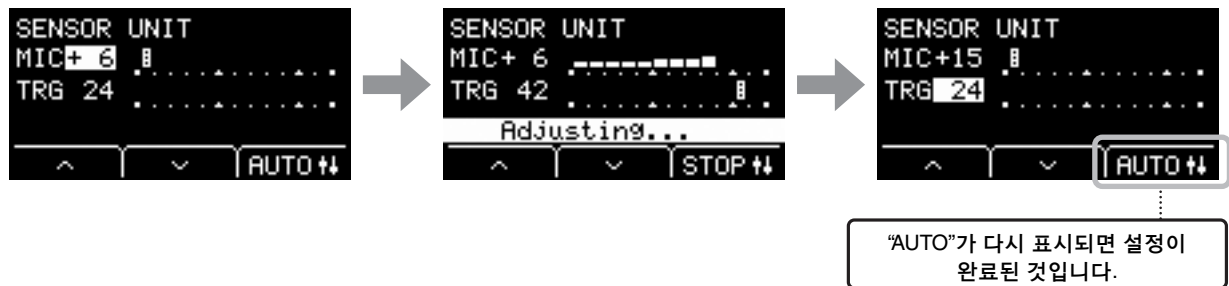 SENSOR UNIT
MIC+ 6
TRG 24
AUTO
SENSOR UNIT
MIC+ 6
TRG 42
Adjusting...
STOP
SENSOR UNIT
MIC+15
TRG 24
AUTO
“AUTO”가 다시 표시되면 설정이
완료된 것입니다.